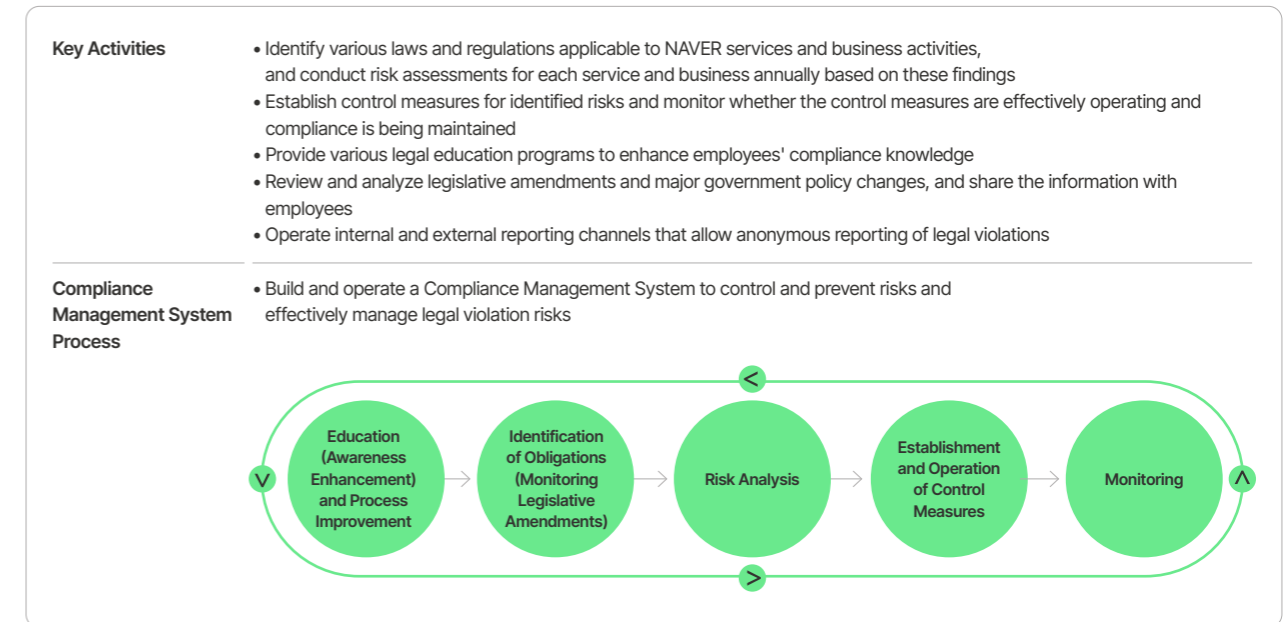 Key Activities
• Identify various laws and regulations applicable to NAVER services and business activities,
and conduct risk assessments for each service and business annually based on these findings
• Establish control measures for identified risks and monitor whether the control measures are effectively operating and
compliance is being maintained
• Provide various legal education programs to enhance employees' compliance knowledge
• Review and analyze legislative amendments and major government policy changes, and share the information with
employees
• Operate internal and external reporting channels that allow anonymous reporting of legal violations
Compliance
Management System
Process
• Build and operate a Compliance Management System to control and prevent risks and
effectively manage legal violation risks
Education
(Awareness
Enhancement)
and Process
Improvement
Identification
of Obligations
(Monitoring
Legislative
Amendments)
Risk Analysis
Establishment
and Operation
of Control
Measures
Monitoring